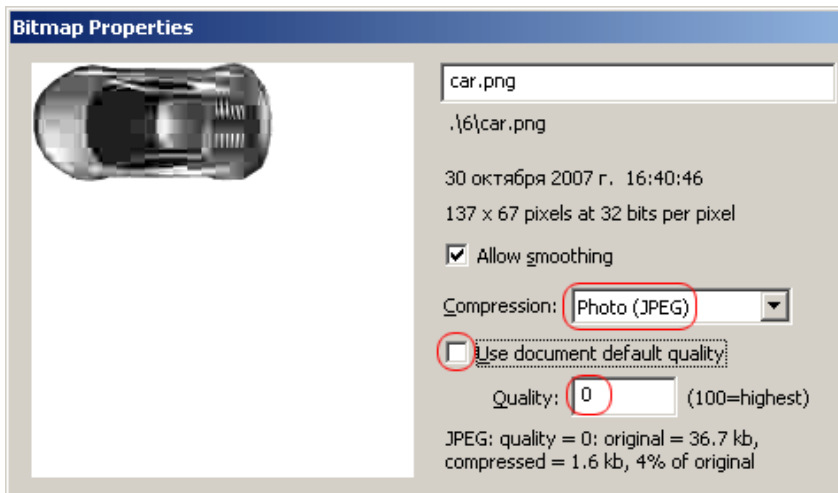 Bitmap Properties
car.png
.\6\car.png
30 октября 2007 г. 16:40:46
137 x 67 pixels at 32 bits per pixel
Allow smoothing
Compression: Photo (JPEG)
Use document default quality
Quality: 0 (100=highest)
JPEG: quality = 0: original = 36.7 kb,
compressed = 1.6 kb, 4% of original